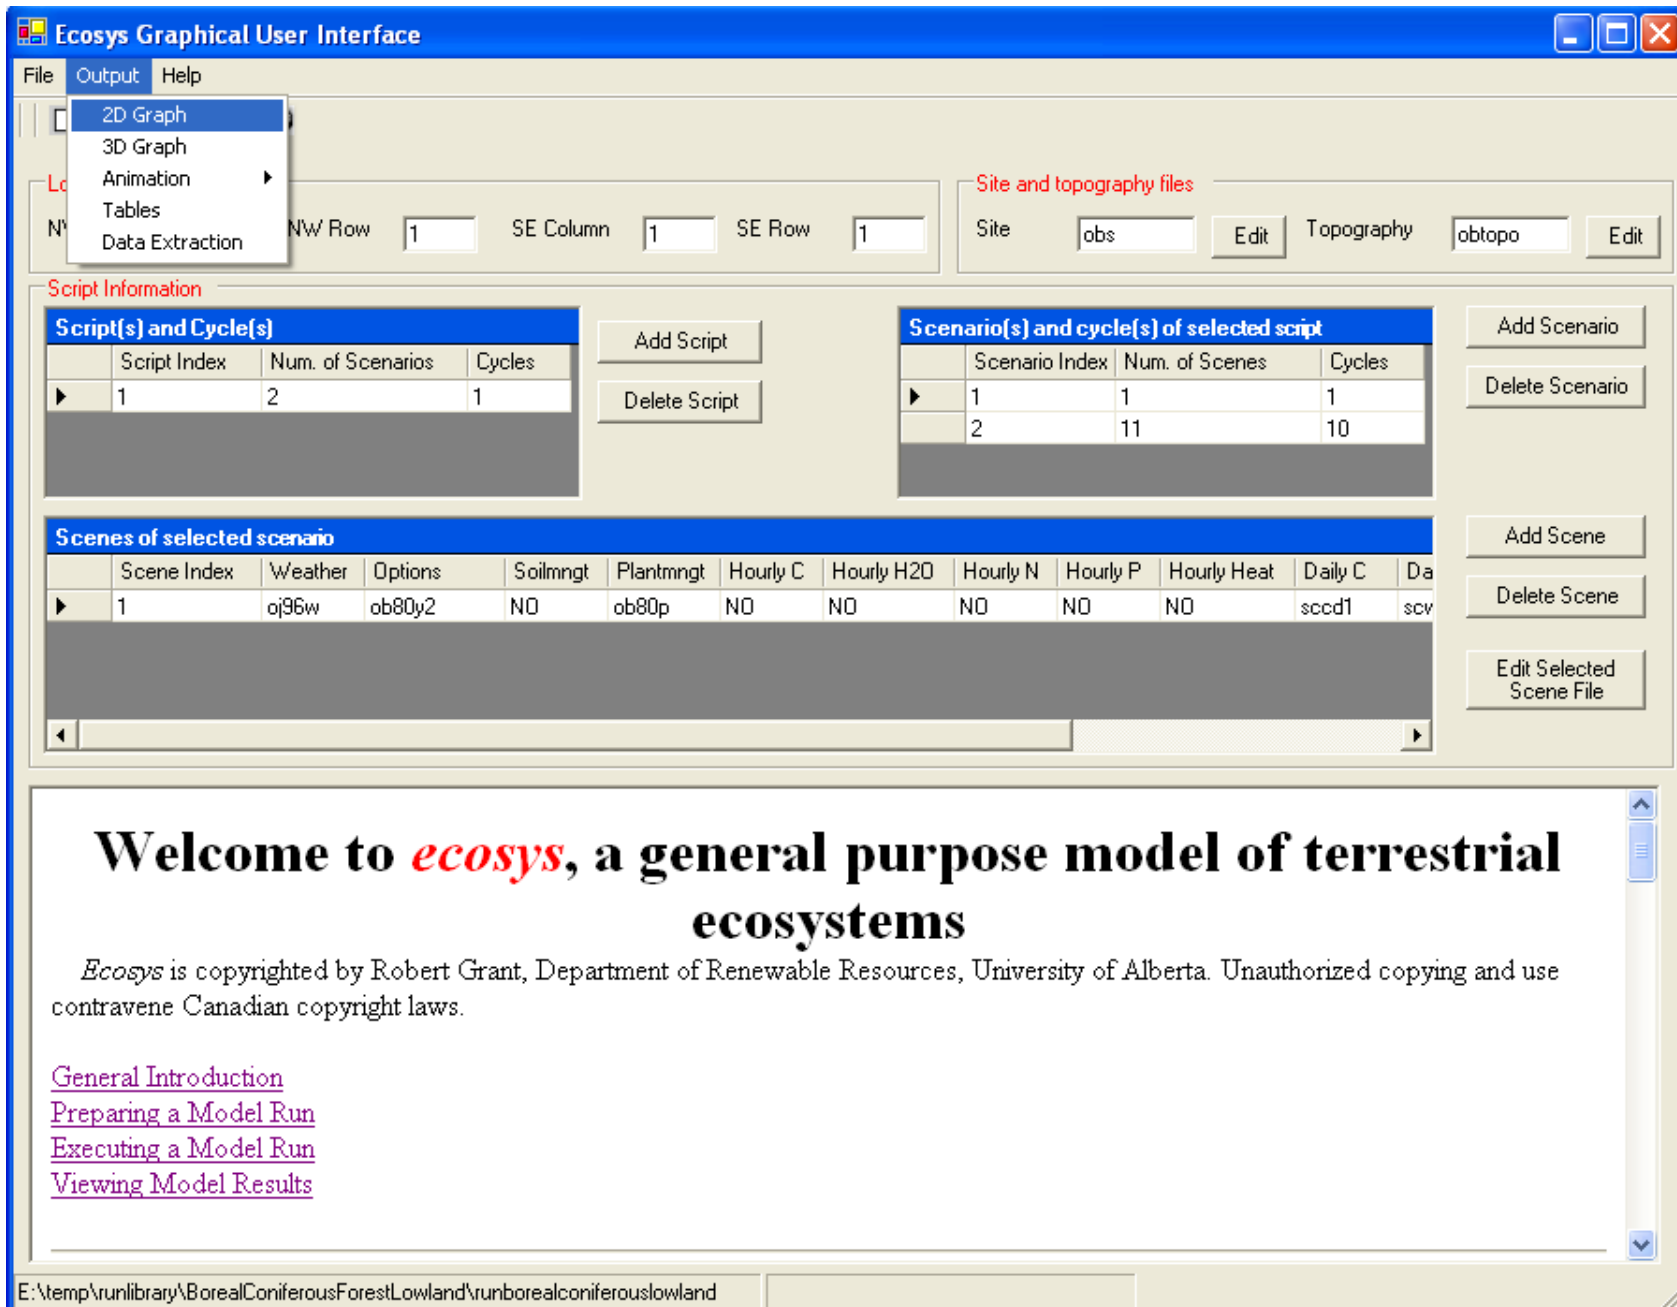 Ecosys Graphical User Interface
File Output Help
2D Graph
3D Graph
Animation
Tables
Data Extraction
NW Row 1 SE Column 1 SE Row 1
Site and topography files
Site obs Edit Topography obtopo Edit
Script Information
Script(s) and Cycle(s)
Script Index Num. of Scenarios Cycles
1 2 1
Add Script
Delete Script
Scenario(s) and cycle(s) of selected script
Scenario Index Num. of Scenes Cycles
1 1 1
2 11 10
Add Scenario
Delete Scenario
Scenes of selected scenario
Scene Index Weather Options Soilmngt Plantmngt Hourly C Hourly H2O Hourly N Hourly P Hourly Heat Daily C Da
1 oj96w ob80y2 NO ob80p NO NO NO NO NO sccd1 scw
Add Scene
Delete Scene
Edit Selected
Scene File
Welcome to ecosys, a general purpose model of terrestrial
ecosystems
Ecosys is copyrighted by Robert Grant, Department of Renewable Resources, University of Alberta. Unauthorized copying and use
contravene Canadian copyright laws.
General Introduction
Preparing a Model Run
Executing a Model Run
Viewing Model Results
E:\temp\runlibrary\BorealConiferousForestLowland\runborealconiferouslowland